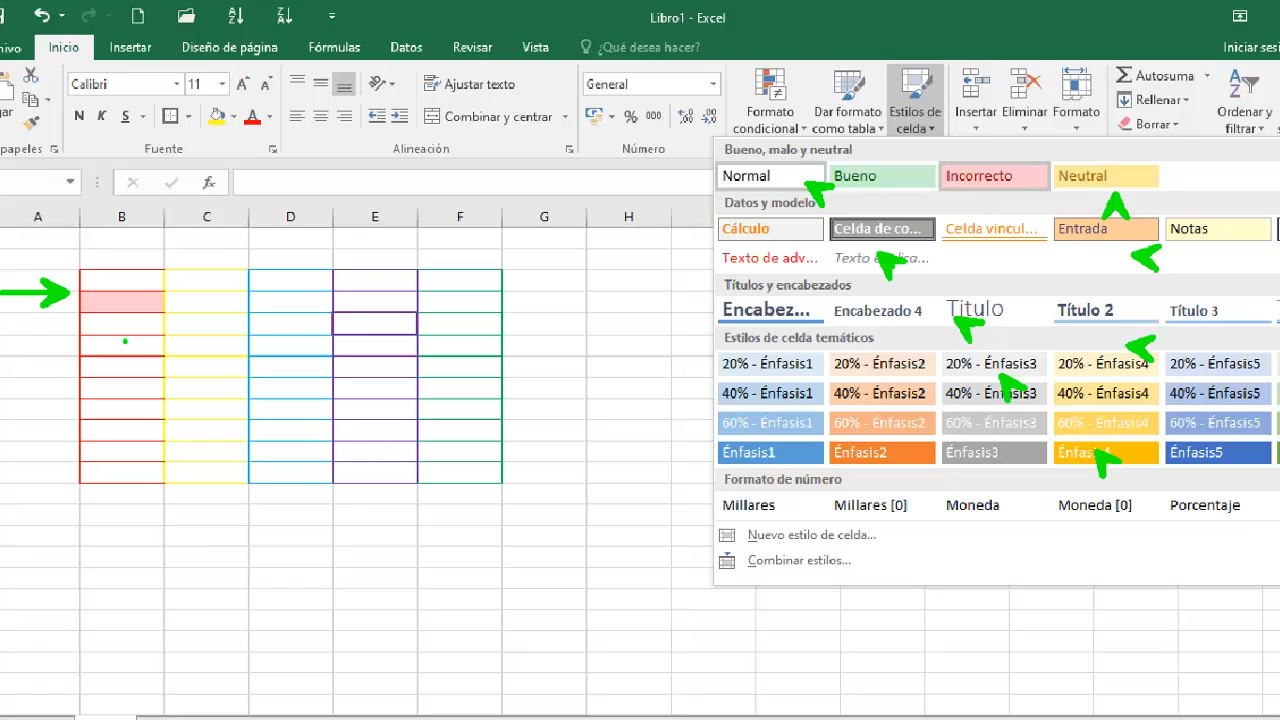 Libro1 - Excel
Inicio Insertar Diseño de página Fórmulas Datos Revisar Vista ¿Qué desea hacer? Iniciar sesi
Calibri 11 Ajustar texto General Autosuma
N K S Combinar y centrar % 000 Rellenar
Formato condicional Dar formato como tabla Estilos de celda Insertar Eliminar Formato Borrar Ordenar y filtrar
papeles Fuente Alineación Número
fx
A B C D E F G H
Bueno, malo y neutral
Normal Bueno Incorrecto Neutral
Datos y modelo
Cálculo Celda de co... Celda vincul... Entrada Notas
Texto de adv...
Títulos y encabezados
Encabez... Encabezado 4 Título Título 2 Título 3
Estilos de celda temáticos
20% - Énfasis1 20% - Énfasis2 20% - Énfasis3 20% - Énfasis4 20% - Énfasis5
40% - Énfasis1 40% - Énfasis2 40% - Énfasis3 40% - Énfasis4 40% - Énfasis5
60% - Énfasis1 60% - Énfasis2 60% - Énfasis3 60% - Énfasis4 60% - Énfasis5
Énfasis1 Énfasis2 Énfasis3 Énfasis5
Formato de número
Millares Millares [0] Moneda Moneda [0] Porcentaje
Nuevo estilo de celda...
Combinar estilos...